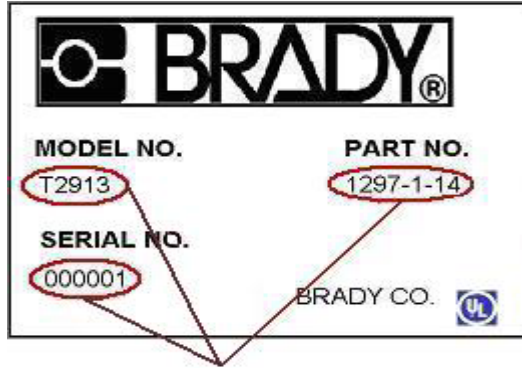 BRADY®
MODEL NO. PART NO.
T2913 1297-1-14
SERIAL NO.
000001
BRADY CO. UL